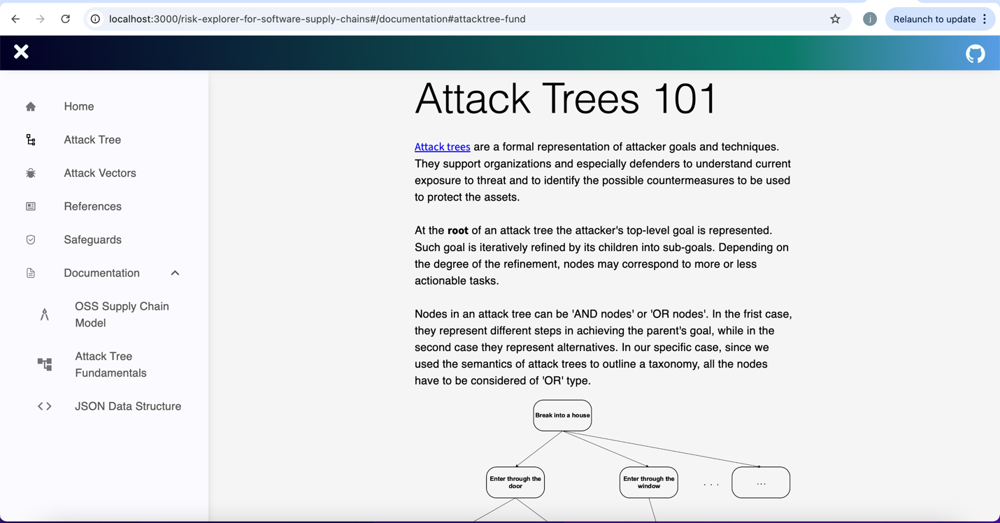 localhost:3000/risk-explorer-for-software-supply-chains#/documentation#attacktree-fund
j
Relaunch to update
Home
Attack Tree
Attack Vectors
References
Safeguards
Documentation
OSS Supply Chain
Model
Attack Tree
Fundamentals
JSON Data Structure
Attack Trees 101
Attack trees are a formal representation of attacker goals and techniques.
They support organizations and especially defenders to understand current
exposure to threat and to identify the possible countermeasures to be used
to protect the assets.
At the root of an attack tree the attacker's top-level goal is represented.
Such goal is iteratively refined by its children into sub-goals. Depending on
the degree of the refinement, nodes may correspond to more or less
actionable tasks.
Nodes in an attack tree can be 'AND nodes' or 'OR nodes'. In the frist case,
they represent different steps in achieving the parent's goal, while in the
second case they represent alternatives. In our specific case, since we
used the semantics of attack trees to outline a taxonomy, all the nodes
have to be considered of 'OR' type.
Break into a house
Enter through the
door
Enter through the
window
. . .
...